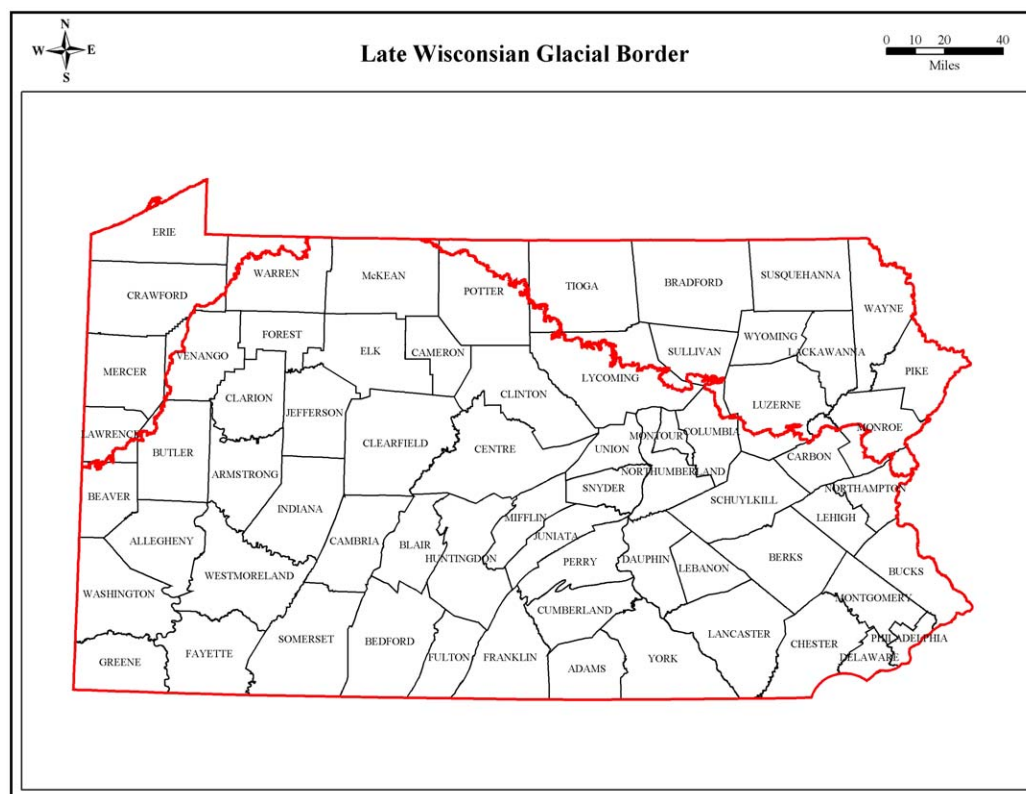 N
W E
S
Late Wisconsian Glacial Border
0 10 20 40
Miles
ERIE
WARREN
McKEAN
SUSQUEHANNA
CRAWFORD
POTTER
TIOGA
BRADFORD
WAYNE
FOREST
WYOMING
VENANGO
ELK
CAMERON
SULLIVAN
LACKAWANNA
MERCER
LYCOMING
PIKE
CLARION
CLINTON
JEFFERSON
LUZERNE
LAWRENCE
CLEARFIELD
MONTOUR
COLUMBIA
MONROE
BUTLER
CENTRE
UNION
CARBON
ARMSTRONG
NORTHUMBERLAND
BEAVER
SNYDER
SCHUYLKILL
NORTHAMPTON
INDIANA
MIFFLIN
LEHIGH
ALLEGHENY
CAMBRIA
BLAIR
HUNTINGDON
JUNIATA
PERRY
DAUPHIN
LEBANON
BERKS
BUCKS
WESTMORELAND
WASHINGTON
MONTGOMERY
CUMBERLAND
SOMERSET
BEDFORD
LANCASTER
PHILADELPHIA
CHESTER
FAYETTE
GREENE
FULTON
FRANKLIN
ADAMS
YORK
DELAWARE